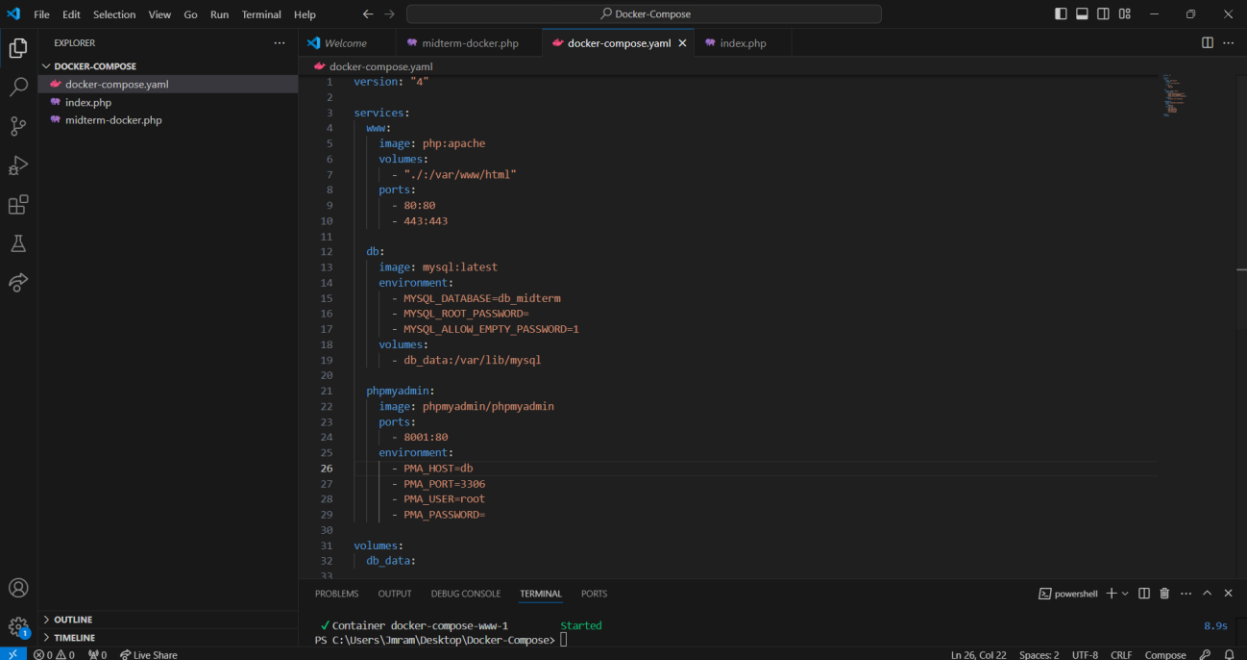 File Edit Selection View Go Run Terminal Help
Docker-Compose
EXPLORER
Welcome
midterm-docker.php
docker-compose.yaml
index.php
DOCKER-COMPOSE
docker-compose.yaml
index.php
midterm-docker.php
docker-compose.yaml
1 version: "4"
2
3 services:
4 www:
5 image: php:apache
6 volumes:
7 - "./:/var/www/html"
8 ports:
9 - 80:80
10 - 443:443
11
12 db:
13 image: mysql:latest
14 environment:
15 - MYSQL_DATABASE=db_midterm
16 - MYSQL_ROOT_PASSWORD=
17 - MYSQL_ALLOW_EMPTY_PASSWORD=1
18 volumes:
19 - db_data:/var/lib/mysql
20
21 phpmyadmin:
22 image: phpmyadmin/phpmyadmin
23 ports:
24 - 8001:80
25 environment:
26 - PMA_HOST=db
27 - PMA_PORT=3306
28 - PMA_USER=root
29 - PMA_PASSWORD=
30
31 volumes:
32 db_data:
33
PROBLEMS OUTPUT DEBUG CONSOLE TERMINAL PORTS
powershell
✓ Container docker-compose-www-1 Started 8.9s
PS C:\Users\Jmram\Desktop\Docker-Compose>
OUTLINE
TIMELINE
1
0 0 0 Live Share
Ln 26, Col 22 Spaces: 2 UTF-8 CRLF Compose